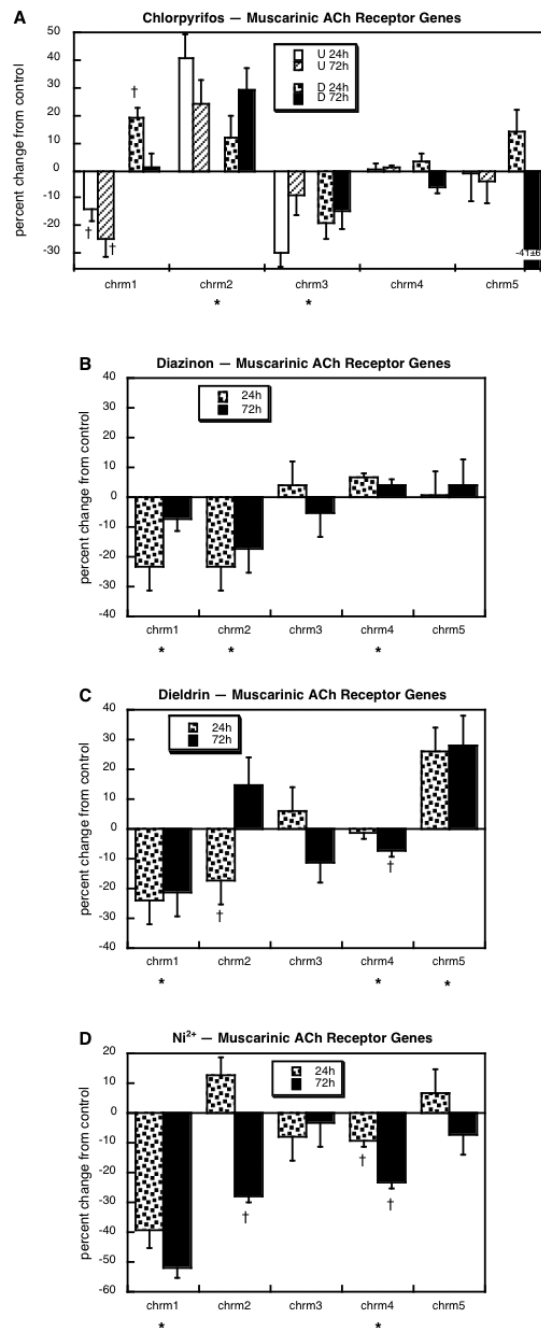 A
Chlorpyrifos — Muscarinic ACh Receptor Genes
percent change from control
50
40
30
20
10
0
-10
-20
-30
U 24h
U 72h
D 24h
D 72h
†
†
†
-41±6
chrm1 chrm2 chrm3 chrm4 chrm5
* *
B
Diazinon — Muscarinic ACh Receptor Genes
percent change from control
40
30
20
10
0
-10
-20
-30
-40
24h
72h
chrm1 chrm2 chrm3 chrm4 chrm5
* * *
C
Dieldrin — Muscarinic ACh Receptor Genes
percent change from control
40
30
20
10
0
-10
-20
-30
-40
24h
72h
† †
chrm1 chrm2 chrm3 chrm4 chrm5
* * *
D
Ni²⁺ — Muscarinic ACh Receptor Genes
percent change from control
20
10
0
-10
-20
-30
-40
-50
-60
24h
72h
† † †
chrm1 chrm2 chrm3 chrm4 chrm5
* *